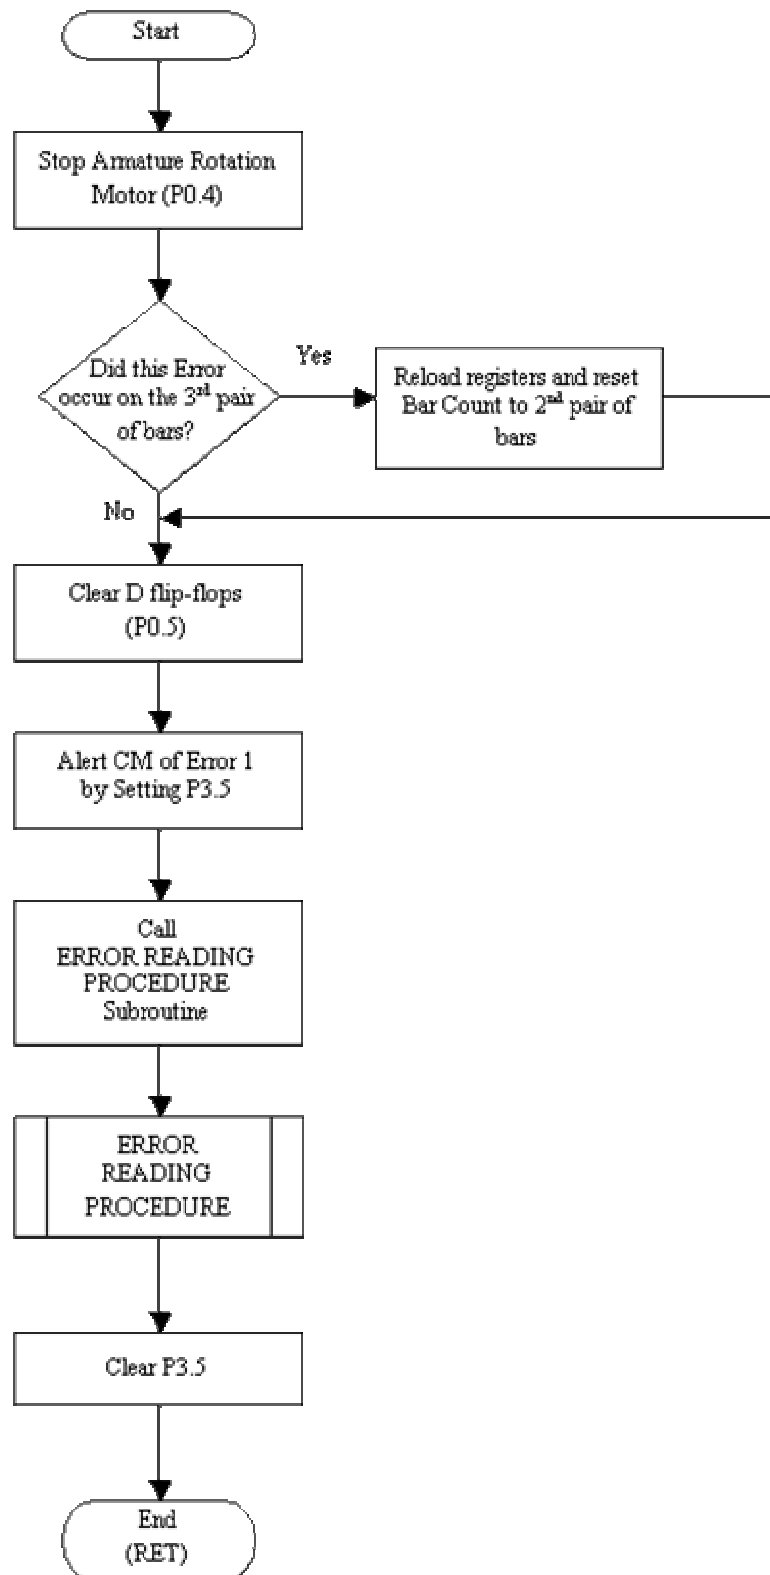 Start
Stop Armature Rotation
Motor (P0.4)
Did this Error
occur on the 3rd pair
of bars?
Yes
Reload registers and reset
Bar Count to 2nd pair of
bars
No
Clear D flip-flops
(P0.5)
Alert CM of Error 1
by Setting P3.5
Call
ERROR READING
PROCEDURE
Subroutine
ERROR
READING
PROCEDURE
Clear P3.5
End
(RET)